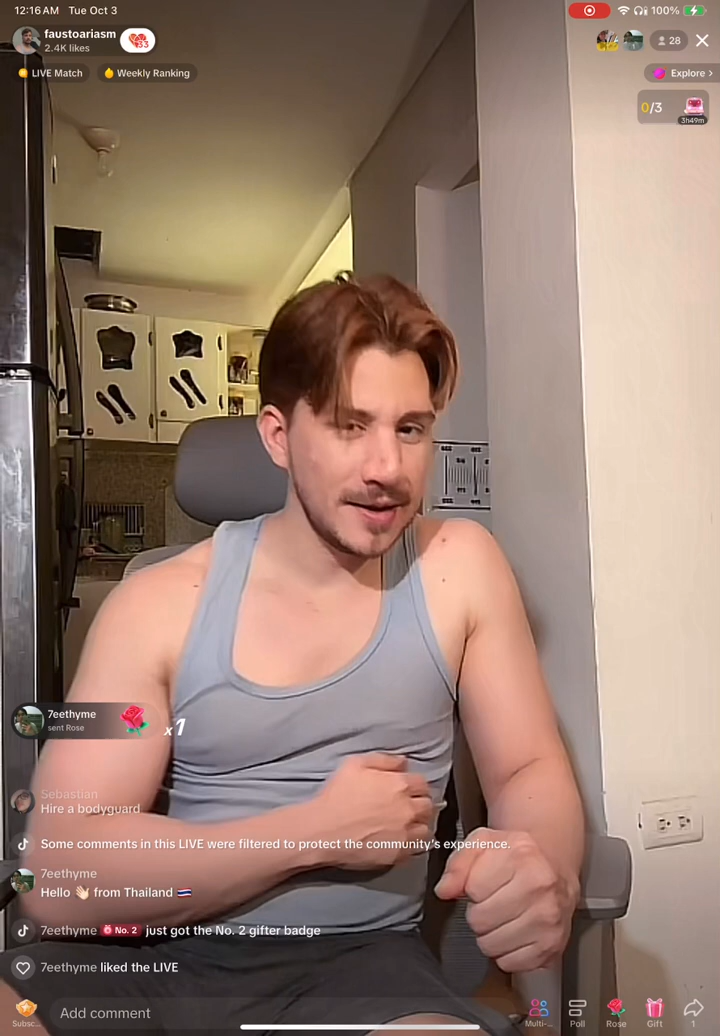 12:16 AM Tue Oct 3
100%
faustoariasm
2.4K likes
33
28
LIVE Match
Weekly Ranking
Explore >
0/3
3h49m
7eethyme
sent Rose
x1
Sebastian
Hire a bodyguard
Some comments in this LIVE were filtered to protect the community's experience.
7eethyme
Hello 👋🏻 from Thailand 🇹🇭
7eethyme No. 2 just got the No. 2 gifter badge
7eethyme liked the LIVE
Add comment
Subsc...
Multi-...
Poll
Rose
Gift
1